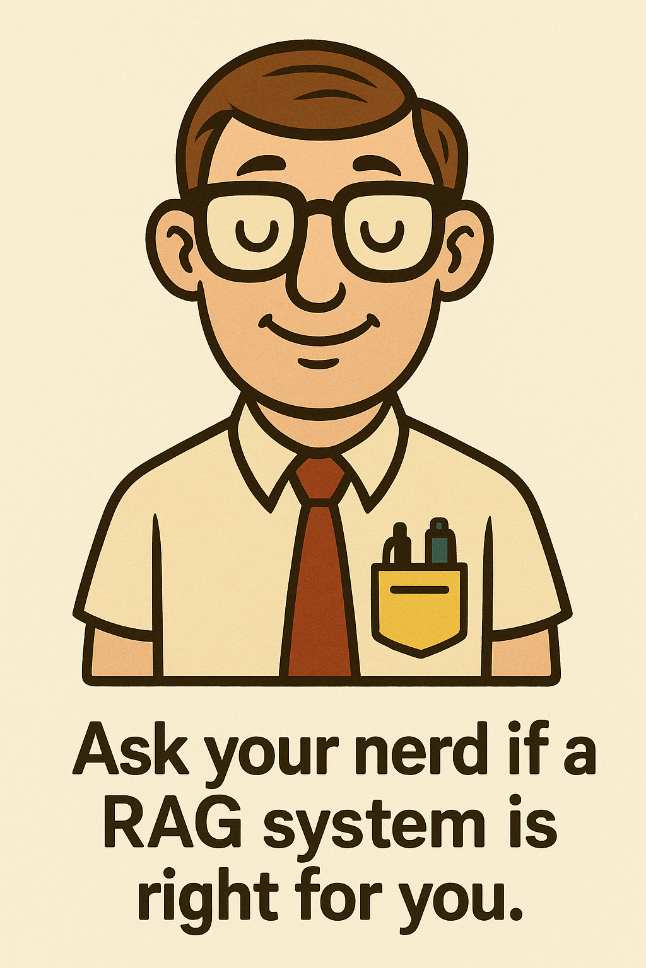 Ask your nerd if a
RAG system is
right for you.